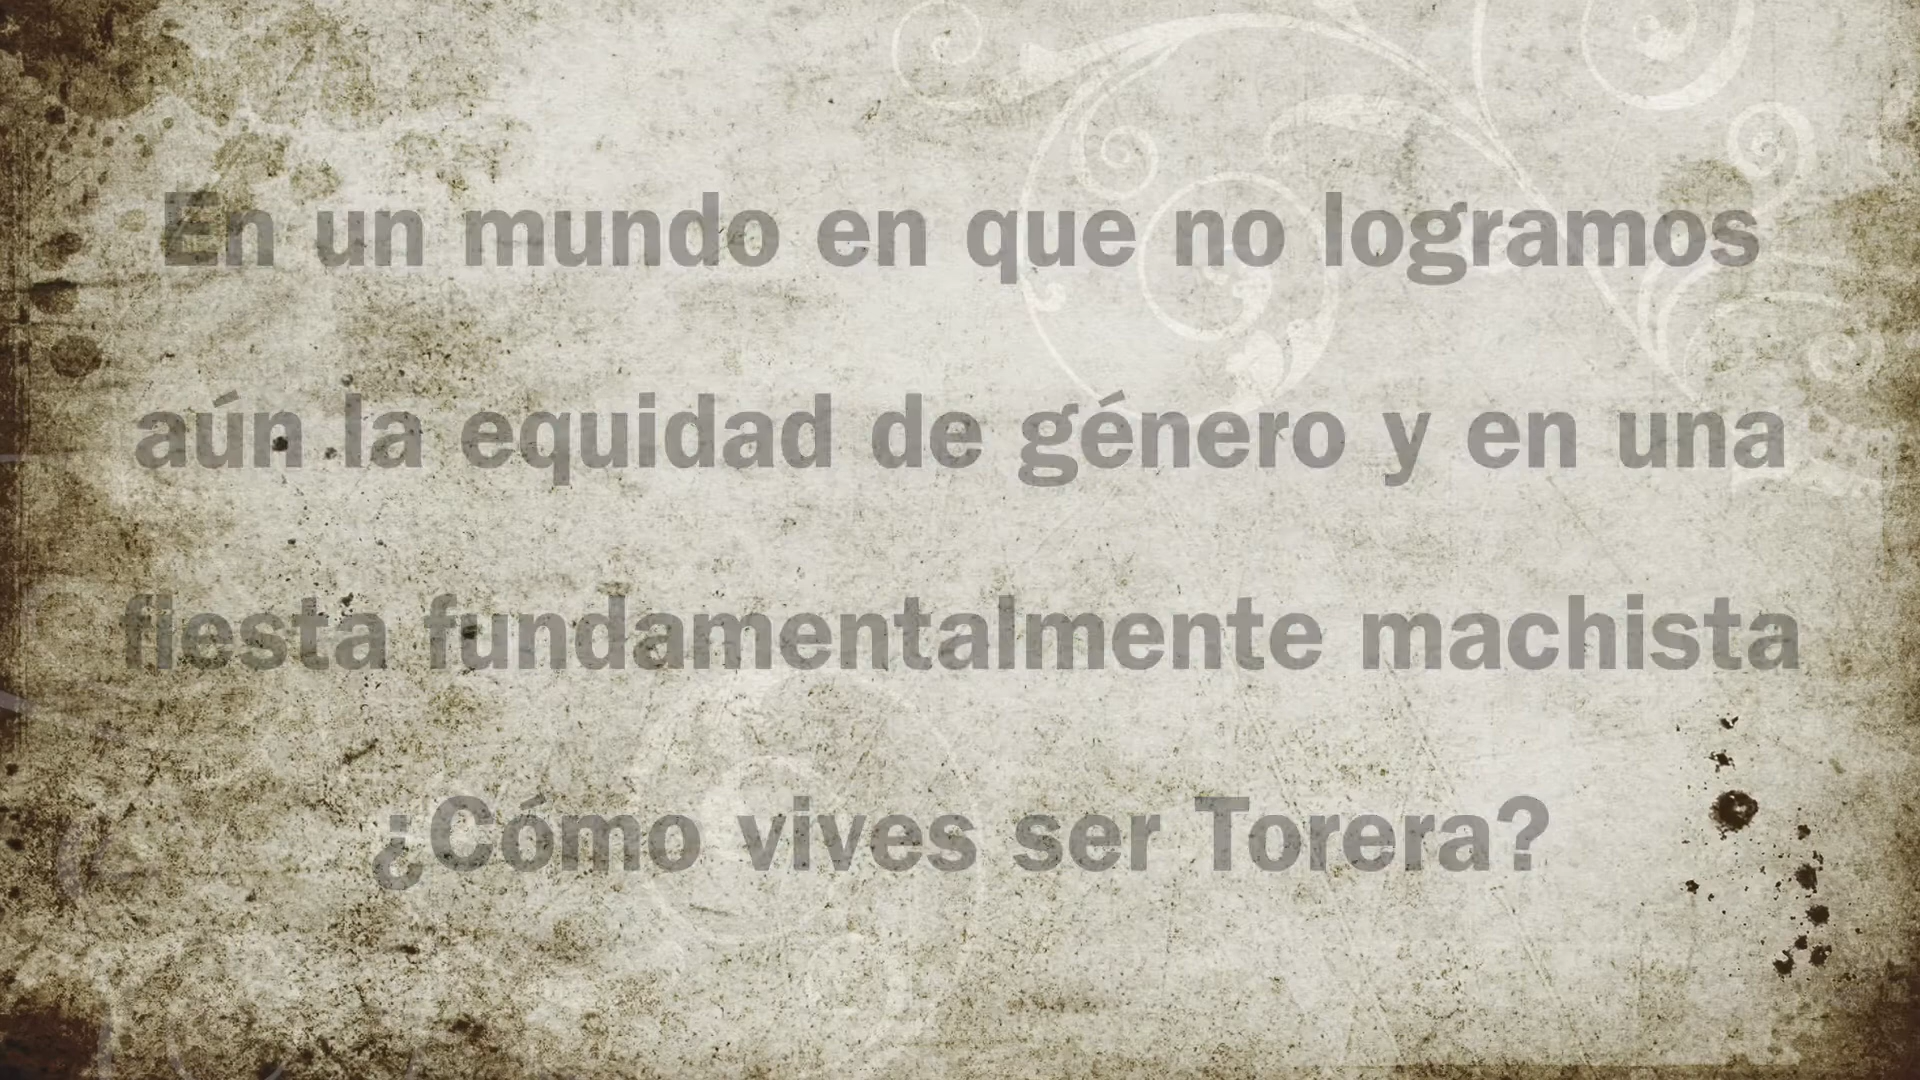 En un mundo en que no logramos
aún la equidad de género y en una
fiesta fundamentalmente machista
¿Cómo vives ser Torera?